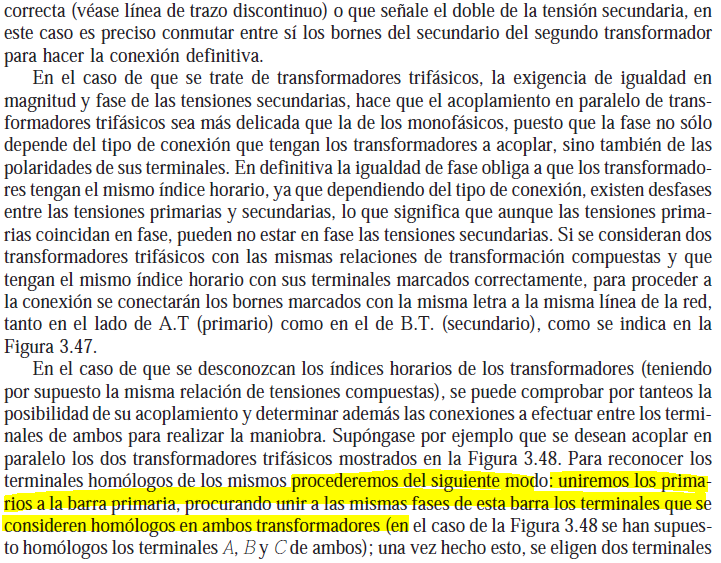 correcta (véase línea de trazo discontinuo) o que señale el doble de la tensión secundaria, en
este caso es preciso conmutar entre sí los bornes del secundario del segundo transformador
para hacer la conexión definitiva.
En el caso de que se trate de transformadores trifásicos, la exigencia de igualdad en
magnitud y fase de las tensiones secundarias, hace que el acoplamiento en paralelo de trans-
formadores trifásicos sea más delicada que la de los monofásicos, puesto que la fase no sólo
depende del tipo de conexión que tengan los transformadores a acoplar, sino también de las
polaridades de sus terminales. En definitiva la igualdad de fase obliga a que los transformado-
res tengan el mismo índice horario, ya que dependiendo del tipo de conexión, existen desfases
entre las tensiones primarias y secundarias, lo que significa que aunque las tensiones prima-
rias coincidan en fase, pueden no estar en fase las tensiones secundarias. Si se consideran dos
transformadores trifásicos con las mismas relaciones de transformación compuestas y que
tengan el mismo índice horario con sus terminales marcados correctamente, para proceder a
la conexión se conectarán los bornes marcados con la misma letra a la misma línea de la red,
tanto en el lado de A.T (primario) como en el de B.T. (secundario), como se indica en la
Figura 3.47.
En el caso de que se desconozcan los índices horarios de los transformadores (teniendo
por supuesto la misma relación de tensiones compuestas), se puede comprobar por tanteos la
posibilidad de su acoplamiento y determinar además las conexiones a efectuar entre los termi-
nales de ambos para realizar la maniobra. Supóngase por ejemplo que se desean acoplar en
paralelo los dos transformadores trifásicos mostrados en la Figura 3.48. Para reconocer los
terminales homólogos de los mismos procederemos del siguiente modo: uniremos los prima-
rios a la barra primaria, procurando unir a las mismas fases de esta barra los terminales que se
consideren homólogos en ambos transformadores (en el caso de la Figura 3.48 se han supues-
to homólogos los terminales A, B y C de ambos); una vez hecho esto, se eligen dos terminales